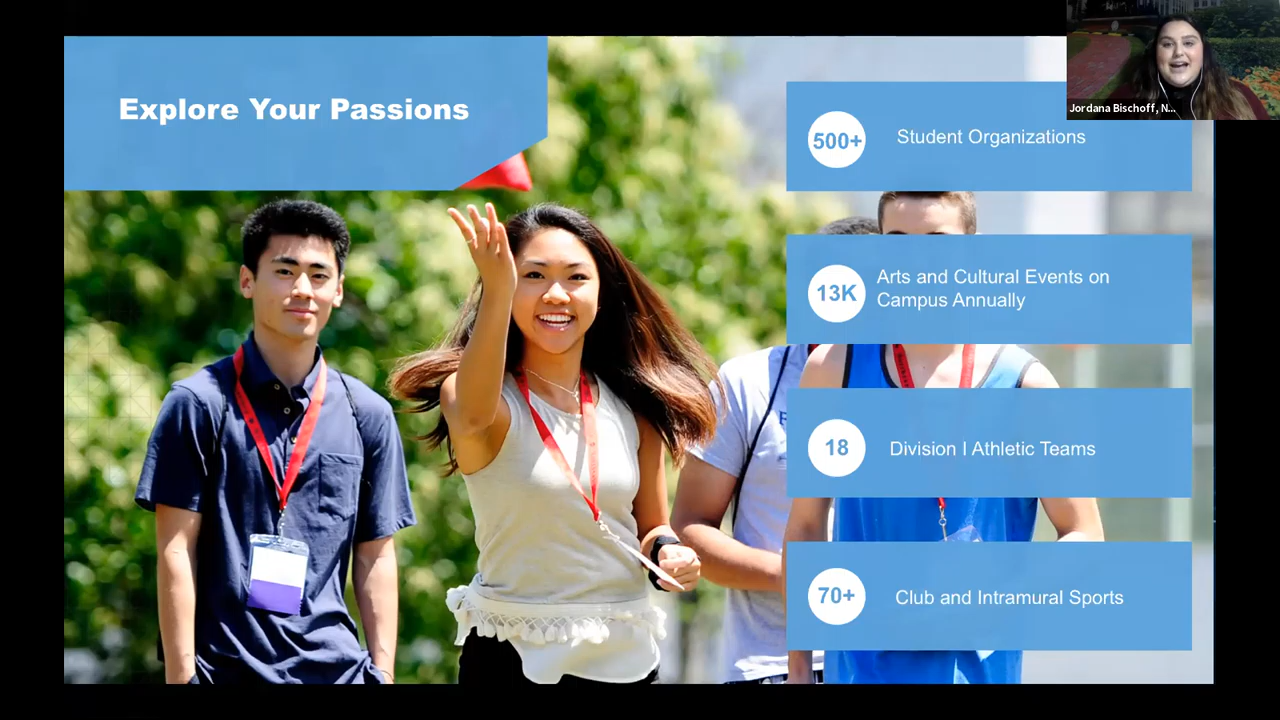 Explore Your Passions
500+
Student Organizations
13K
Arts and Cultural Events on
Campus Annually
18
Division I Athletic Teams
70+
Club and Intramural Sports
Jordana Bischoff, N...